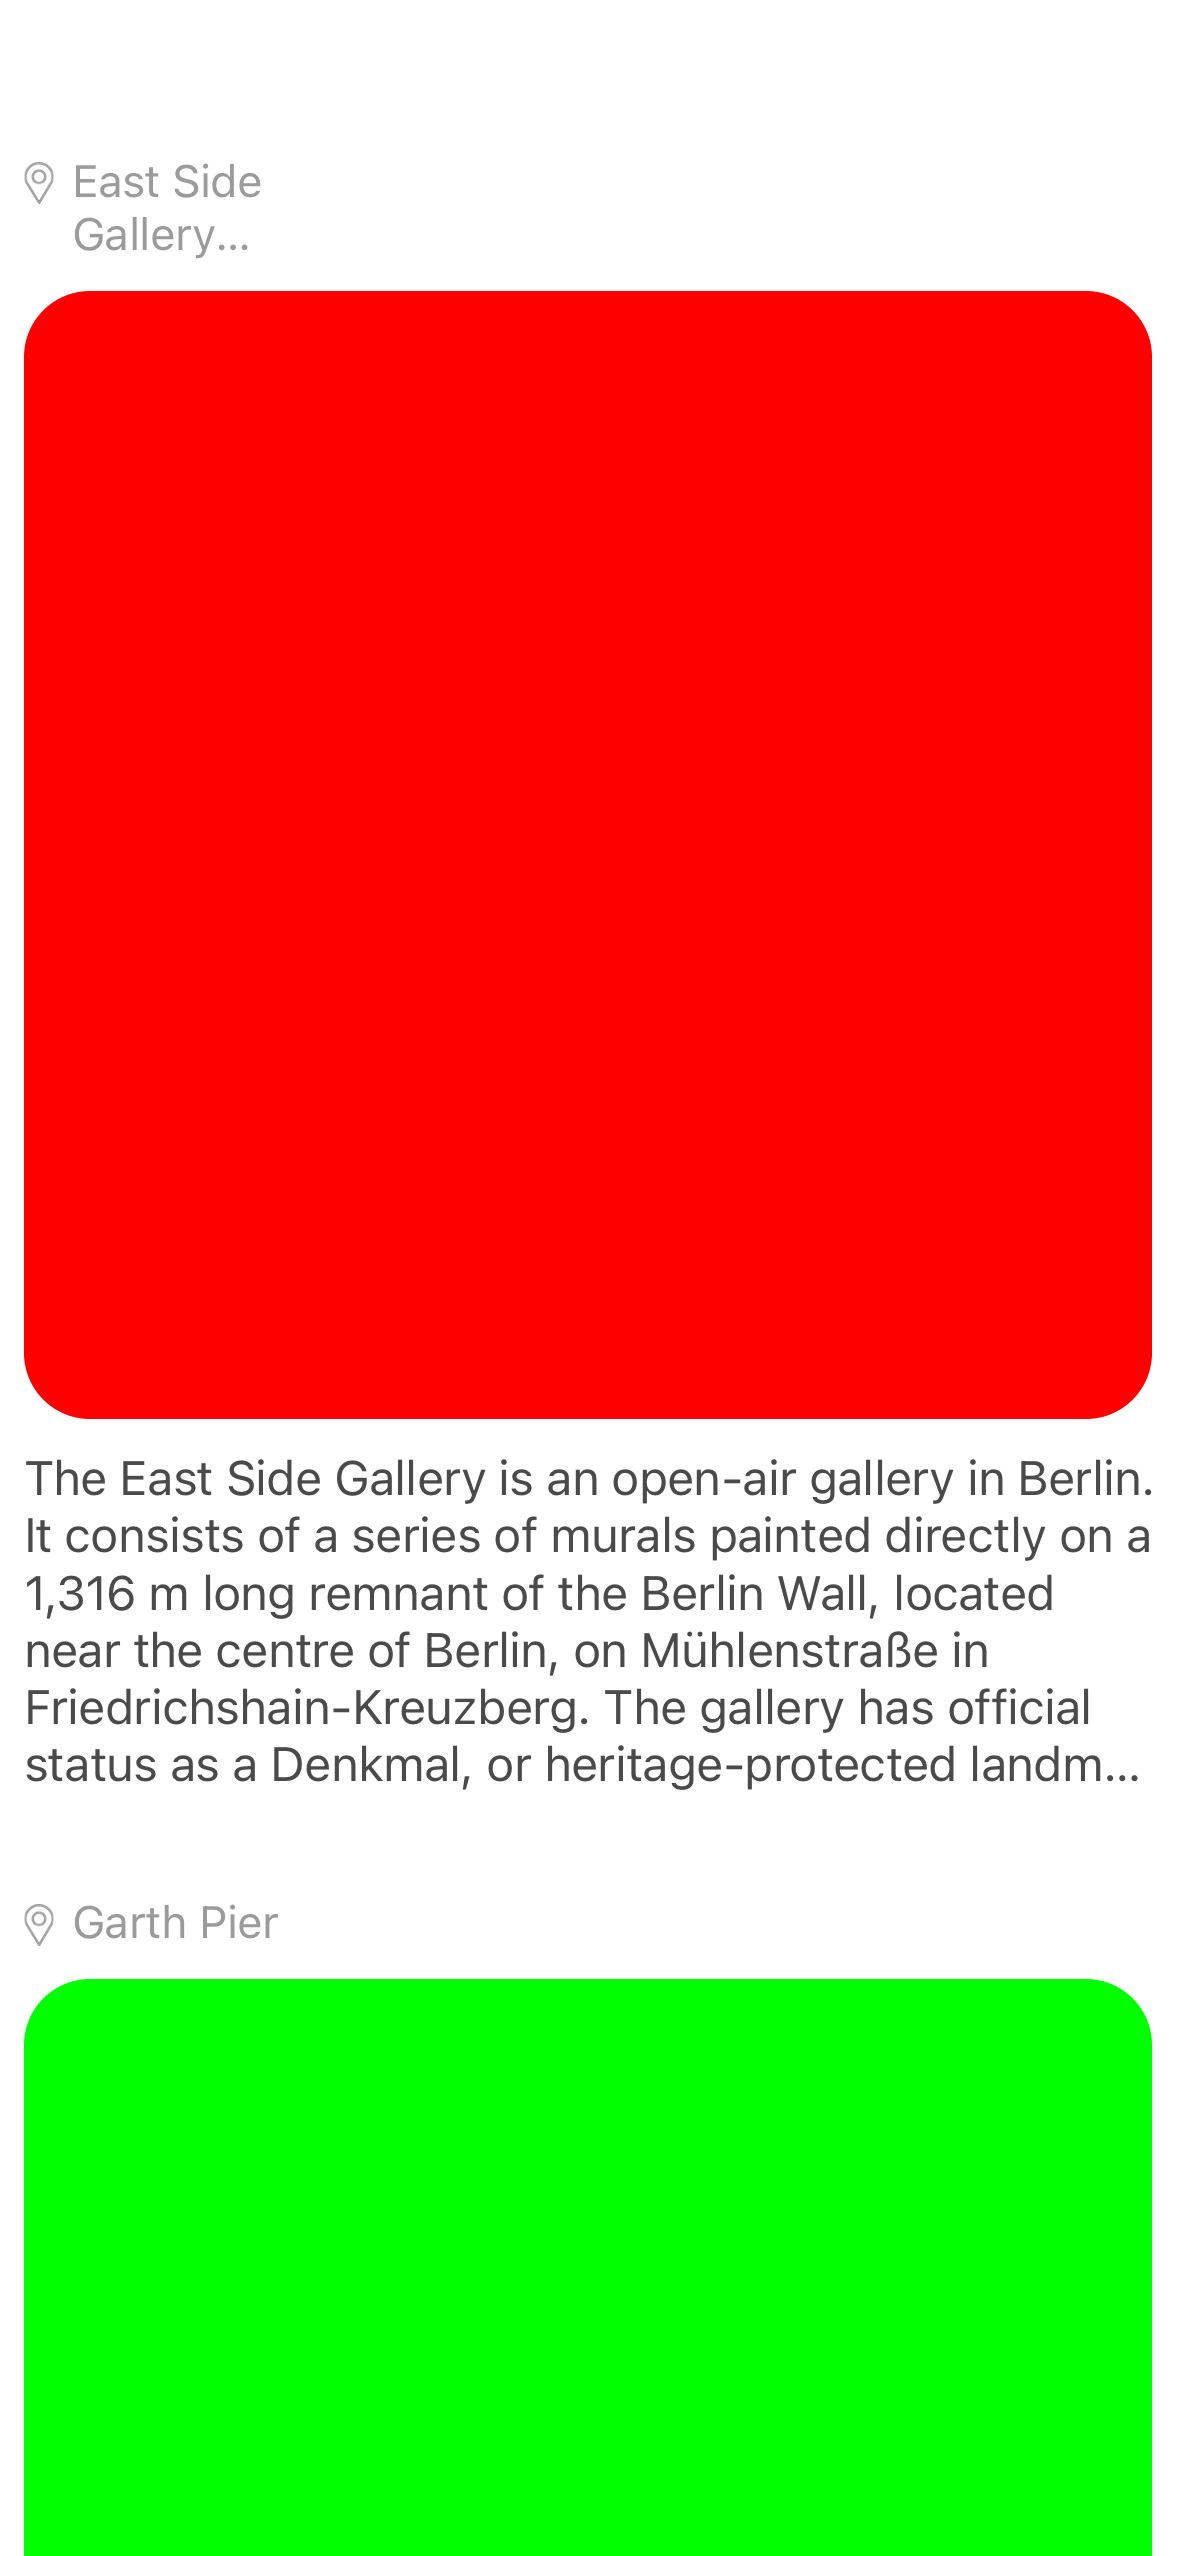 East Side
Gallery...
The East Side Gallery is an open-air gallery in Berlin.
It consists of a series of murals painted directly on a
1,316 m long remnant of the Berlin Wall, located
near the centre of Berlin, on Mühlenstraße in
Friedrichshain-Kreuzberg. The gallery has official
status as a Denkmal, or heritage-protected landm...
Garth Pier